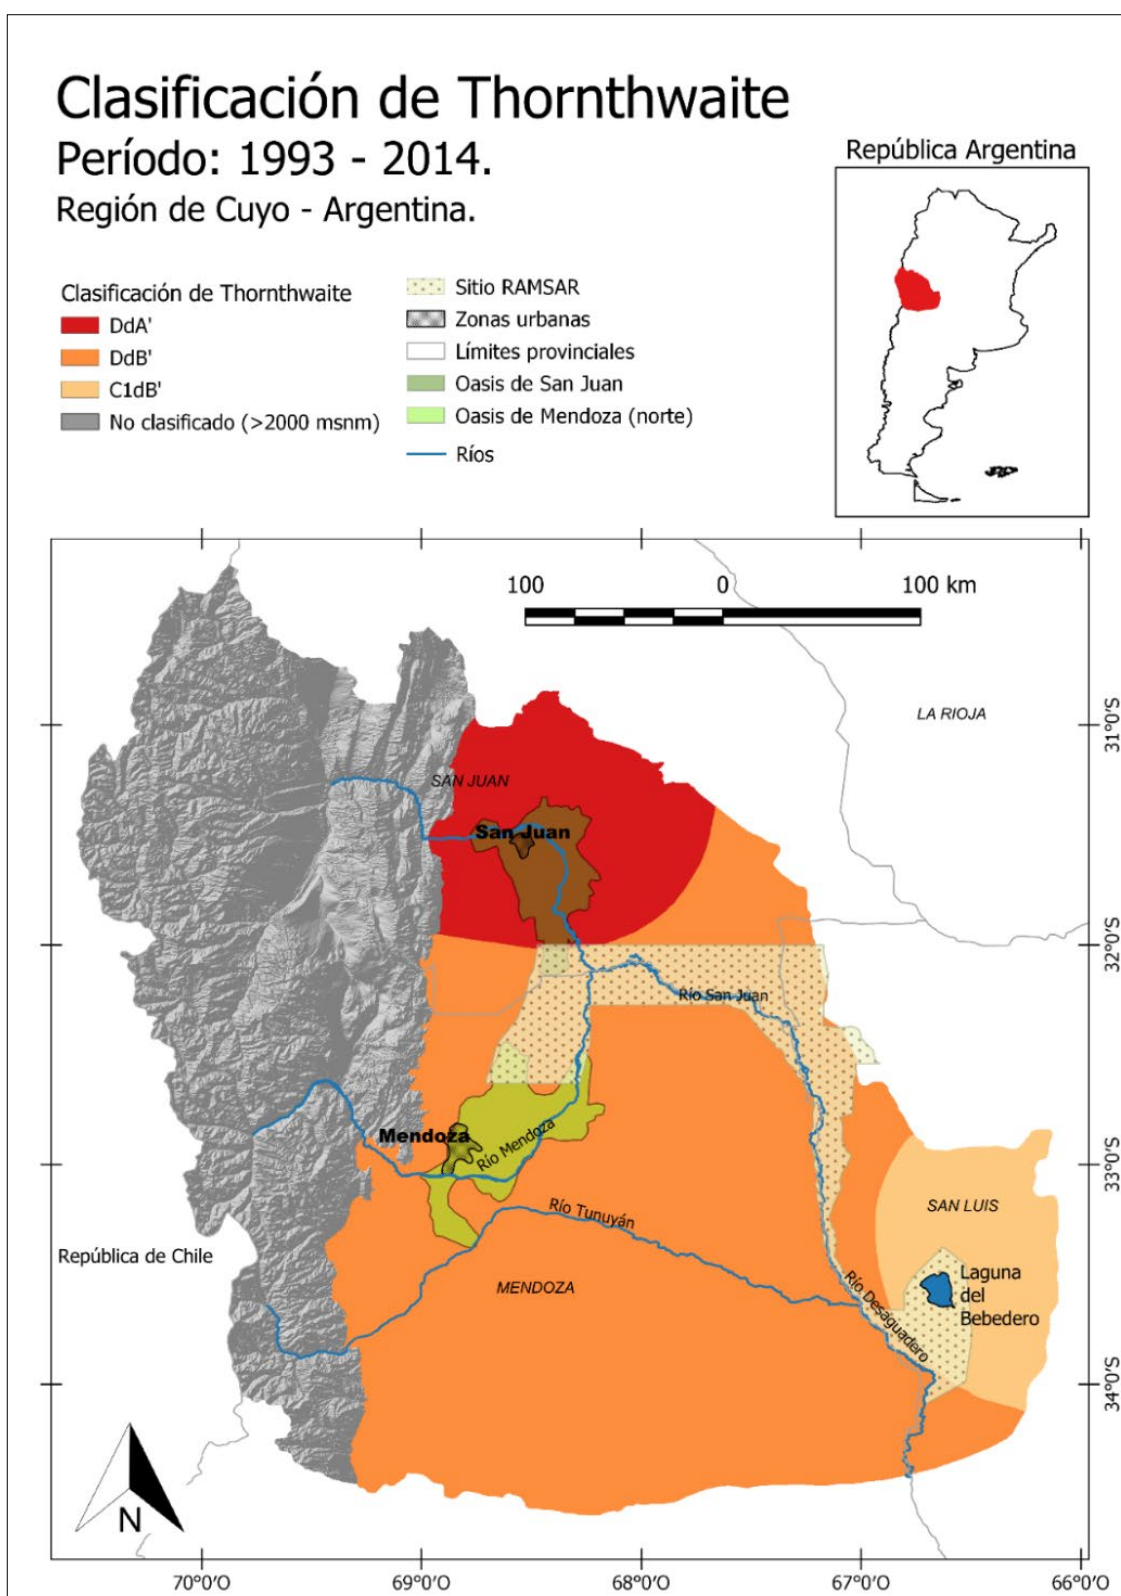 Clasificación de Thornthwaite
Período: 1993 - 2014.
Región de Cuyo - Argentina.
República Argentina
Clasificación de Thornthwaite
DdA'
DdB'
C1dB'
No clasificado (>2000 msnm)
Sitio RAMSAR
Zonas urbanas
Límites provinciales
Oasis de San Juan
Oasis de Mendoza (norte)
Ríos
100 0 100 km
LA RIOJA
31°0'S
SAN JUAN
San Juan
32°0'S
Río San Juan
Mendoza
Río Mendoza
33°0'S
SAN LUIS
Río Tunuyán
República de Chile
MENDOZA
Río Desaguadero
Laguna
del
Bebedero
34°0'S
N
70°0'O 69°0'O 68°0'O 67°0'O 66°0'O